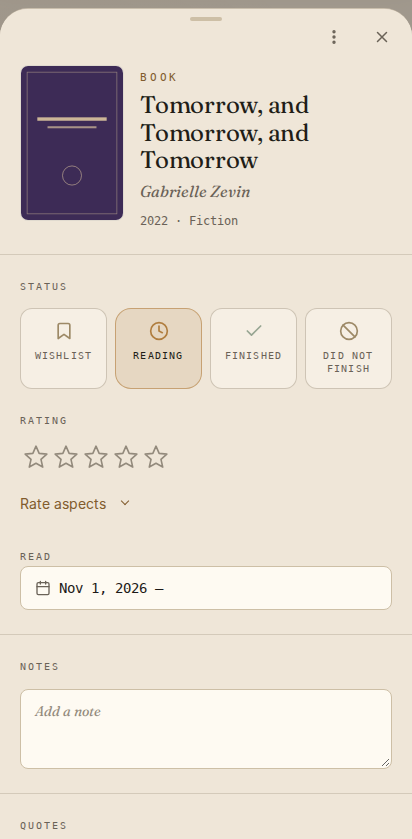 BOOK
Tomorrow, and
Tomorrow, and
Tomorrow
Gabrielle Zevin
2022 · Fiction
STATUS
WISHLIST
READING
FINISHED
DID NOT
FINISH
RATING
Rate aspects
READ
Nov 1, 2026 —
NOTES
Add a note
QUOTES